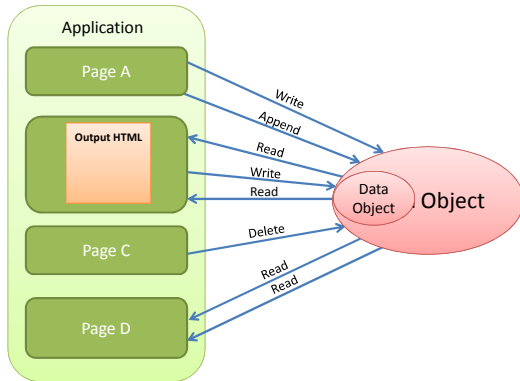 Application
Page A
Write
Append
Output HTML
Read
Write
Read
Data
Object
. Object
Page C
Delete
Read
Read
Page D